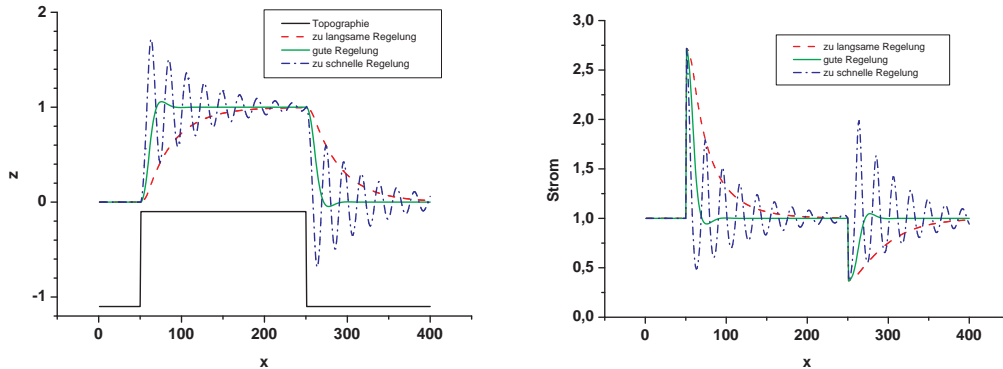 2
1
0
-1
z
0
100
200
300
400
x
Topographie
zu langsame Regelung
gute Regelung
zu schnelle Regelung
3,0
2,5
2,0
1,5
1,0
0,5
0,0
Strom
0
100
200
300
400
x
zu langsame Regelung
gute Regelung
zu schnelle Regelung